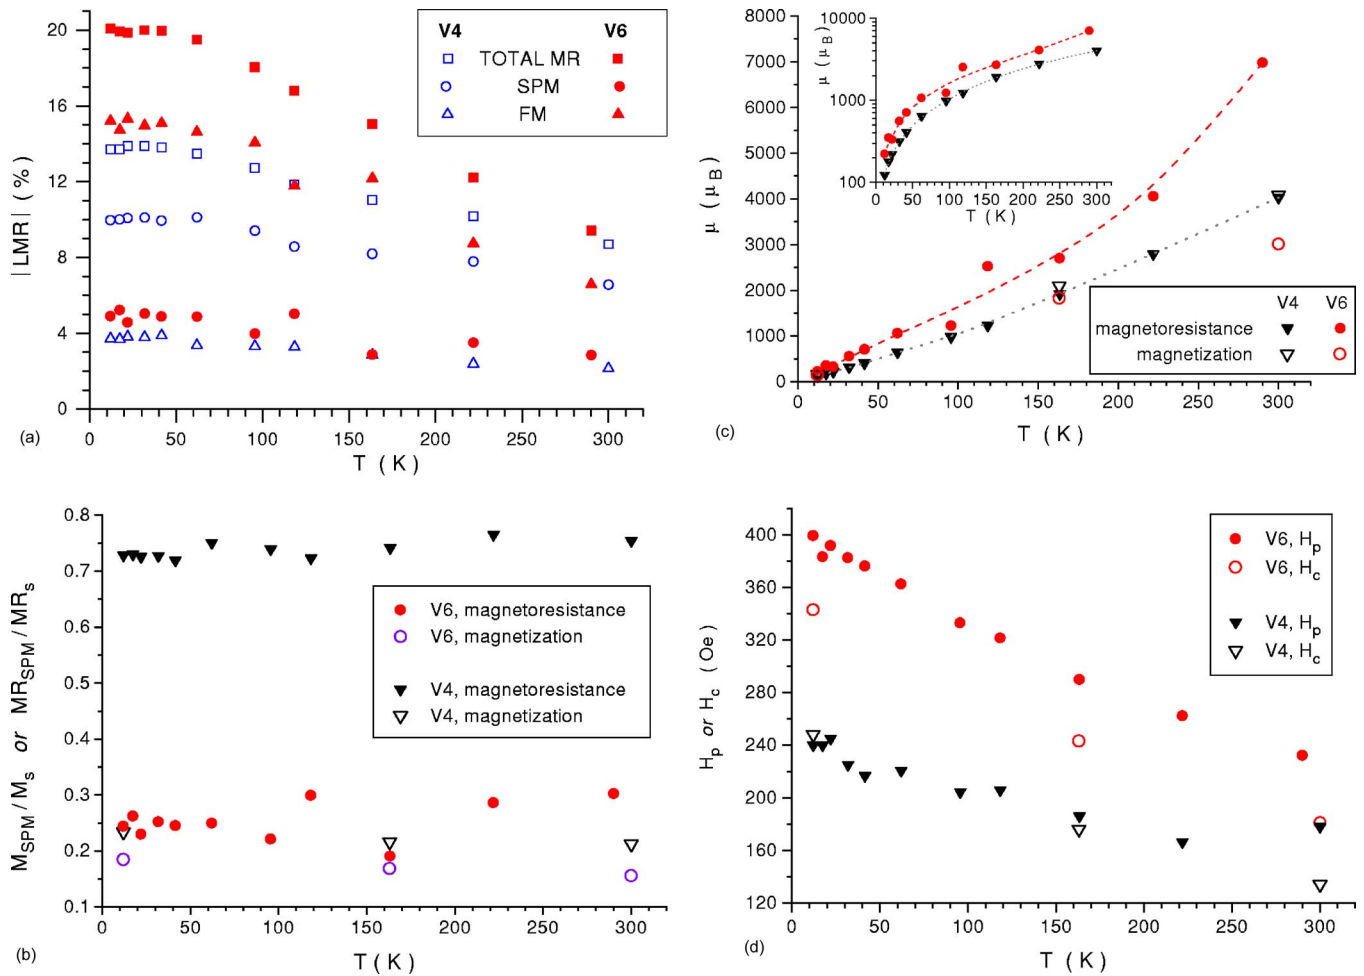 20
16
12
8
4
0
|LMR| (%)
V4 V6
TOTAL MR
SPM
FM
0 50 100 150 200 250 300
T (K)
(a)
8000
7000
6000
5000
4000
3000
2000
1000
0
μ (μB)
10000
1000
100
μ (μB)
0 50 100 150 200 250 300
T (K)
V4 V6
magnetoresistance
magnetization
0 50 100 150 200 250 300
T (K)
(c)
0.8
0.7
0.6
0.5
0.4
0.3
0.2
0.1
MSPM/Ms or MRSPM/MRs
V6, magnetoresistance
V6, magnetization
V4, magnetoresistance
V4, magnetization
0 50 100 150 200 250 300
T (K)
(b)
400
360
320
280
240
200
160
120
Hp or Hc (Oe)
V6, Hp
V6, Hc
V4, Hp
V4, Hc
0 50 100 150 200 250 300
T (K)
(d)